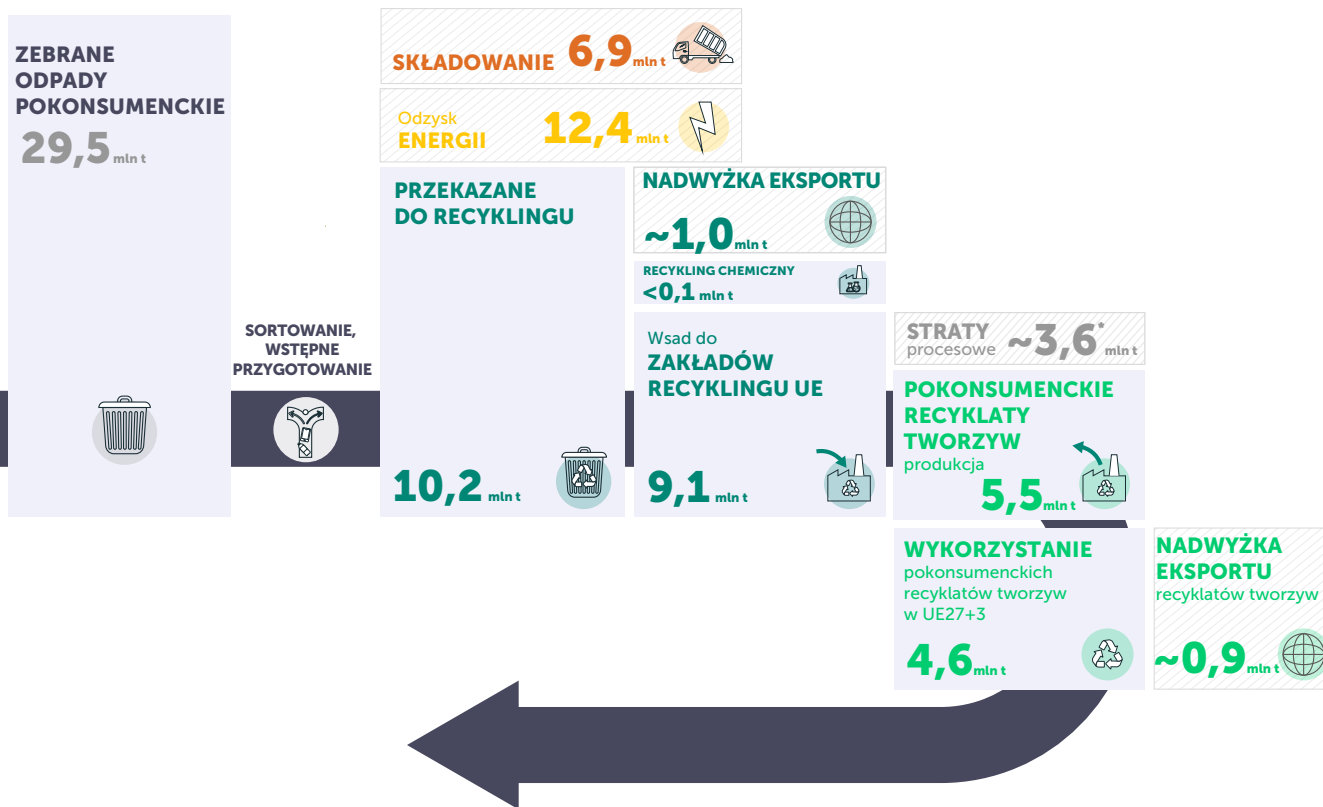 ZEBRANE
ODPADY
POKONSUMENCKIE
29,5 mln t
SORTOWANIE,
WSTĘPNE
PRZYGOTOWANIE
SKŁADOWANIE 6,9 mln t
Odzysk
ENERGII 12,4 mln t
PRZEKAZANE
DO RECYKLINGU
10,2 mln t
NADWYŻKA EKSPORTU
~1,0 mln t
RECYKLING CHEMICZNY
<0,1 mln t
Wsad do
ZAKŁADÓW
RECYKLINGU UE
9,1 mln t
STRATY
procesowe ~3,6* mln t
POKONSUMENCKIE
RECYKLATY
TWORZYW
produkcja
5,5 mln t
WYKORZYSTANIE
pokonsumenckich
recyklatów tworzyw
w UE27+3
4,6 mln t
NADWYŻKA
EKSPORTU
recyklatów tworzyw
~0,9 mln t